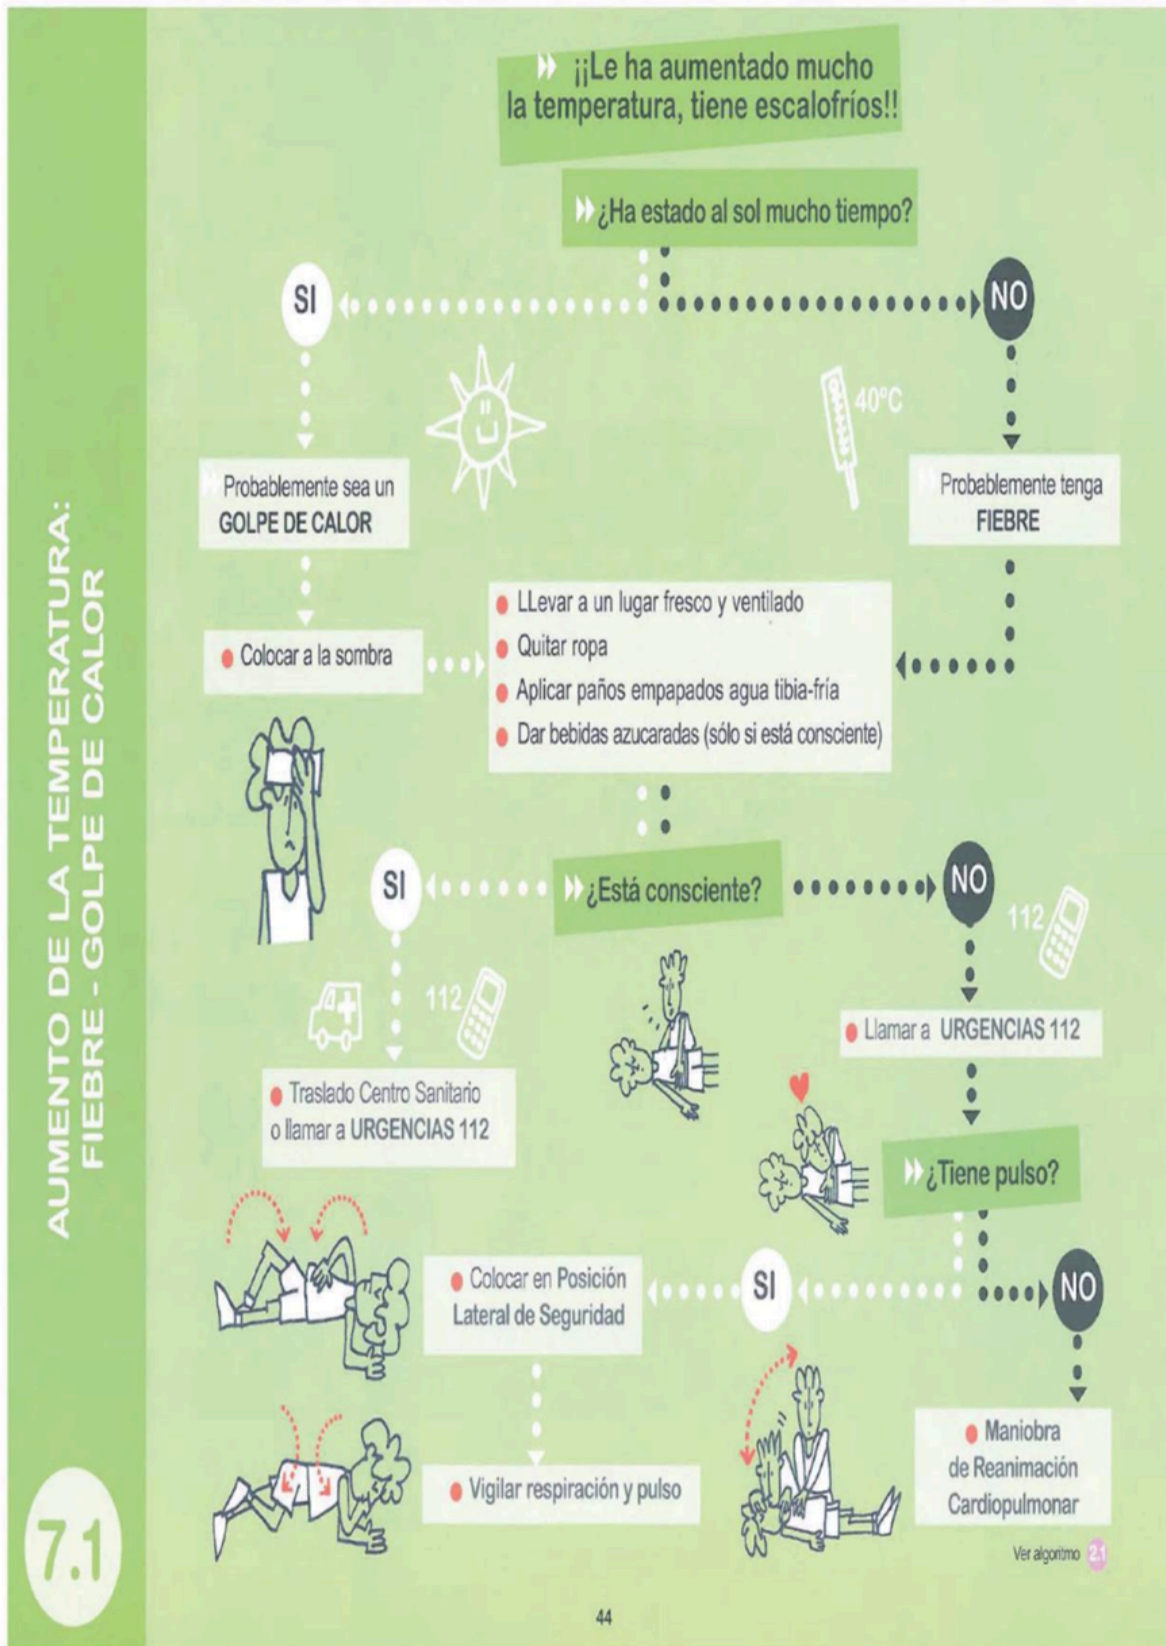 AUMENTO DE LA TEMPERATURA:
FIEBRE - GOLPE DE CALOR
7.1
¡¡Le ha aumentado mucho
la temperatura, tiene escalofríos!!
¿Ha estado al sol mucho tiempo?
SI
NO
40ºC
Probablemente sea un
GOLPE DE CALOR
Probablemente tenga
FIEBRE
Colocar a la sombra
LLevar a un lugar fresco y ventilado
Quitar ropa
Aplicar paños empapados agua tibia-fría
Dar bebidas azucaradas (sólo si está consciente)
¿Está consciente?
SI
NO
112
112
Traslado Centro Sanitario
o llamar a URGENCIAS 112
Llamar a URGENCIAS 112
¿Tiene pulso?
SI
NO
Colocar en Posición
Lateral de Seguridad
Vigilar respiración y pulso
Maniobra
de Reanimación
Cardiopulmonar
Ver algoritmo 2.1
44